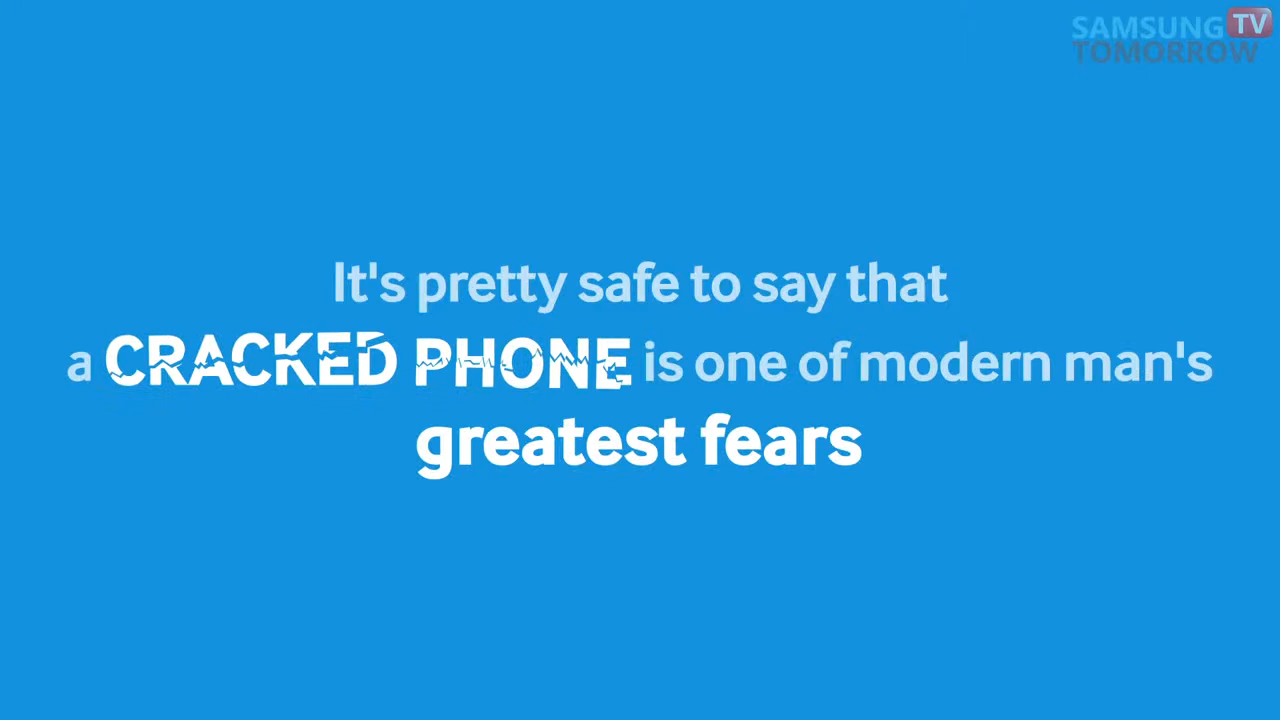 SAMSUNG TV
TOMORROW
It's pretty safe to say that
a CRACKED PHONE is one of modern man's
greatest fears